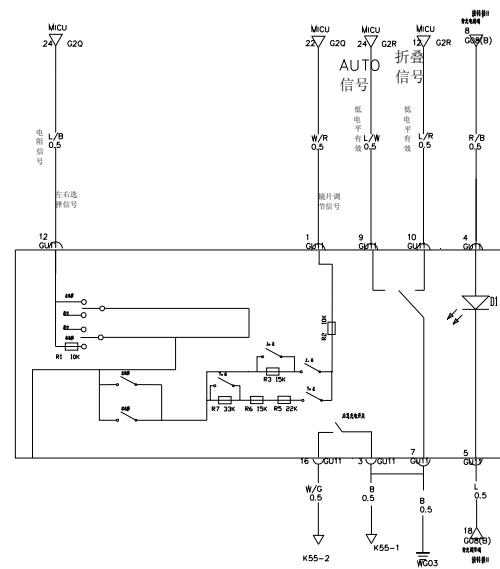 MICU
MICU
MICU
MICU
8
24
G2Q
22
G2Q
24
G2R
12
G2R
G08(B)
AUTO
信号
折叠
信号
电阻信号
低电平有效
低电平有效
L/B
0.5
W/R
0.5
L/W
0.5
L/R
0.5
R/B
0.5
左右选
择信号
镜片调
节信号
12
GU11
1
GU11
9
GU11
10
GU11
4
GU11
D1
R2 10K
R1 10K
R3 15K
R7 33K
R6 15K
R5 22K
16
GU11
3
GU11
7
GU11
5
GU11
W/G
0.5
B
0.5
B
0.5
L
0.5
18
G08(B)
K55-2
K55-1
WG03